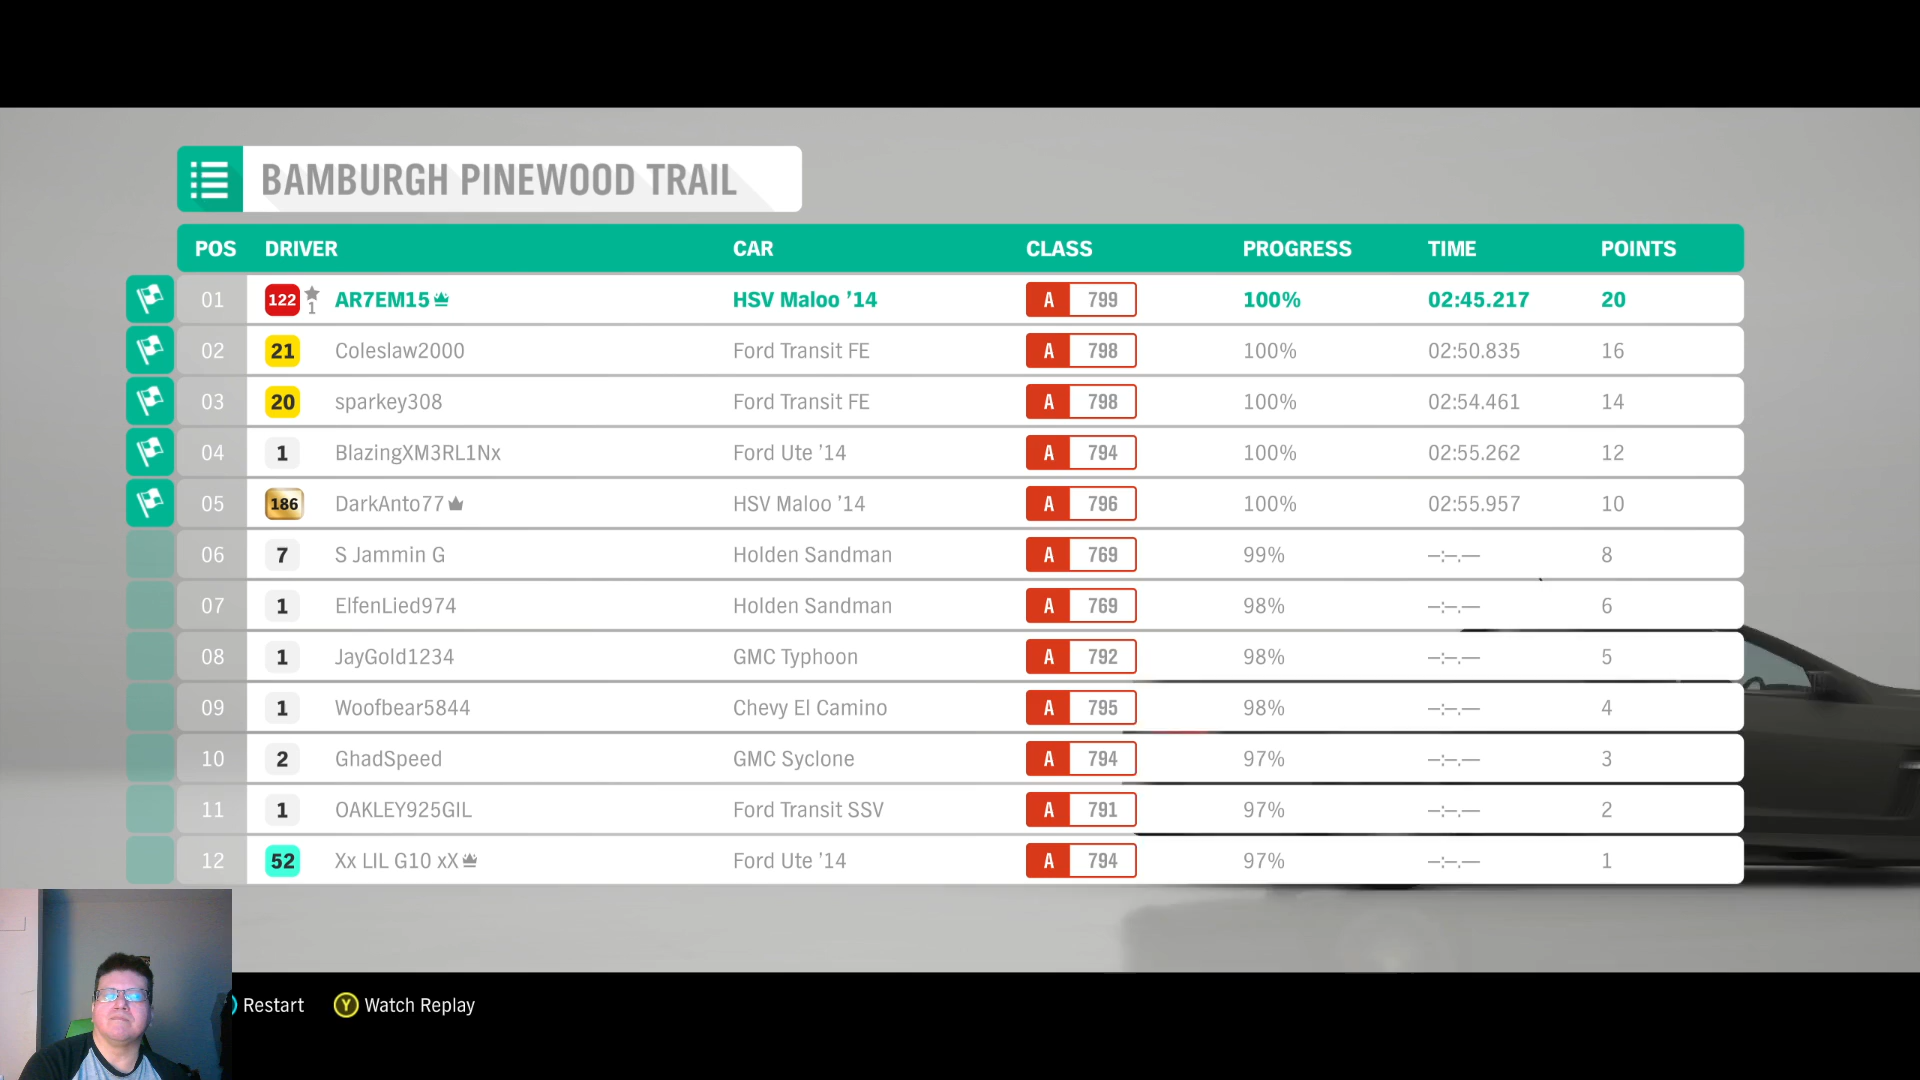 BAMBURGH PINEWOOD TRAIL
POS DRIVER CAR CLASS PROGRESS TIME POINTS
01 122 1 AR7EM15 HSV Maloo ’14 A 799 100% 02:45.217 20
02 21 Coleslaw2000 Ford Transit FE A 798 100% 02:50.835 16
03 20 sparkey308 Ford Transit FE A 798 100% 02:54.461 14
04 1 BlazingXM3RL1Nx Ford Ute ’14 A 794 100% 02:55.262 12
05 186 DarkAnto77 HSV Maloo ’14 A 796 100% 02:55.957 10
06 7 S Jammin G Holden Sandman A 769 99% –:–.— 8
07 1 ElfenLied974 Holden Sandman A 769 98% –:–.— 6
08 1 JayGold1234 GMC Typhoon A 792 98% –:–.— 5
09 1 Woofbear5844 Chevy El Camino A 795 98% –:–.— 4
10 2 GhadSpeed GMC Syclone A 794 97% –:–.— 3
11 1 OAKLEY925GIL Ford Transit SSV A 791 97% –:–.— 2
12 52 Xx LIL G10 xX Ford Ute ’14 A 794 97% –:–.— 1
Restart Y Watch Replay